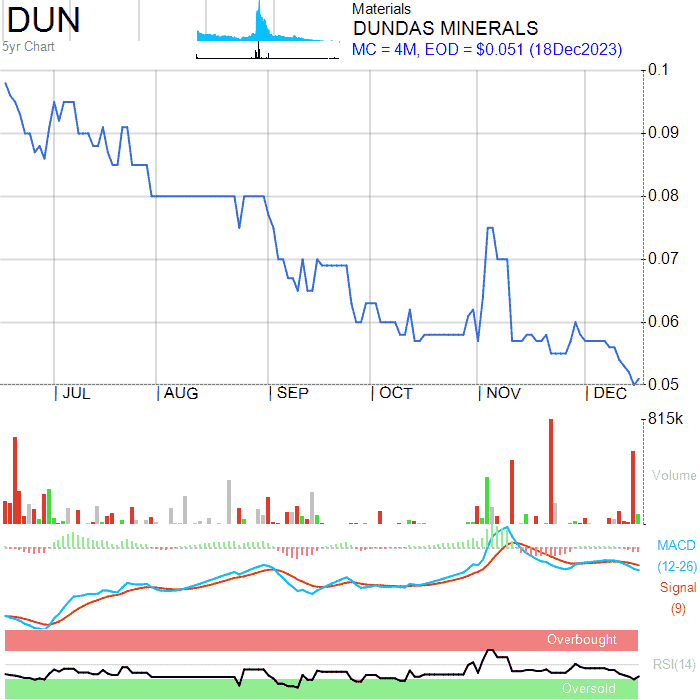 DUN
5yr Chart
Materials
DUNDAS MINERALS
MC = 4M, EOD = $0.051 (18Dec2023)
0.1
0.09
0.08
0.07
0.06
0.05
JUL
AUG
SEP
OCT
NOV
DEC
815k
Volume
MACD
(12-26)
Signal
(9)
Overbought
RSI(14)
Oversold